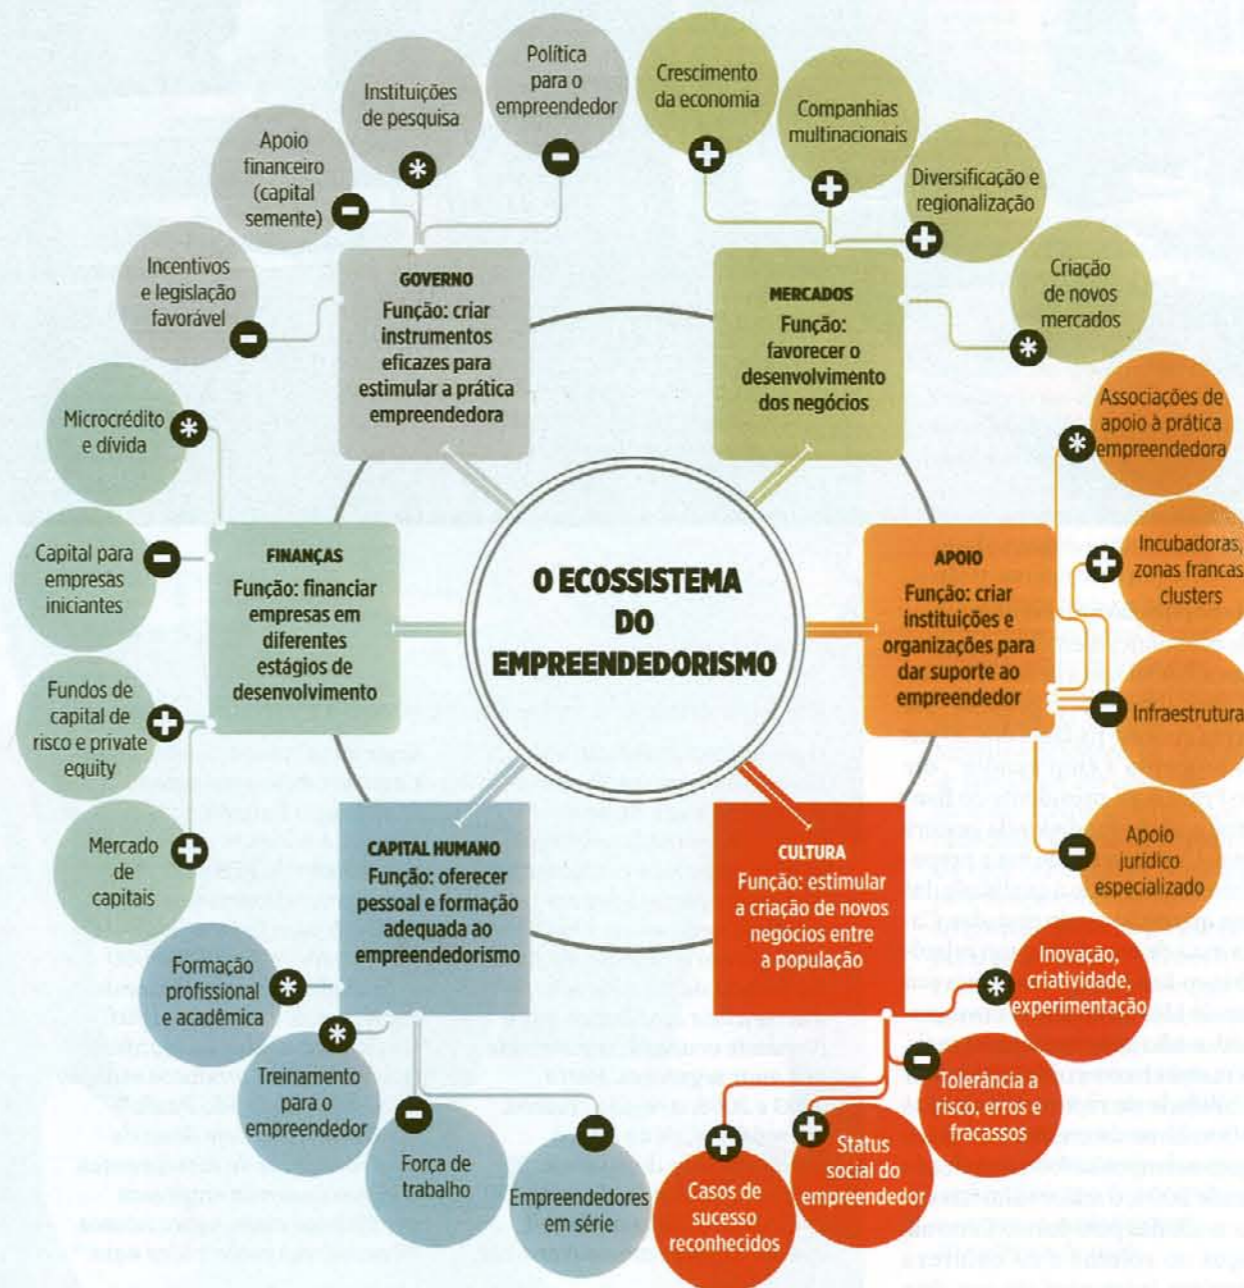 Política
para o
empreendedor
Instituições
de pesquisa
Apoio
financeiro
(capital
semente)
Incentivos
e legislação
favorável
GOVERNO
Função: criar
instrumentos
eficazes para
estimular a prática
empreendedora
Crescimento
da economia
Companhias
multinacionais
Diversificação e
regionalização
Criação
de novos
mercados
MERCADOS
Função:
favorecer o
desenvolvimento
dos negócios
Microcrédito
e dívida
Capital para
empresas
iniciantes
Fundos de
capital de
risco e private
equity
Mercado
de
capitais
FINANÇAS
Função: financiar
empresas em
diferentes
estágios de
desenvolvimento
O ECOSSISTEMA
DO
EMPREENDEDORISMO
APOIO
Função: criar
instituições e
organizações para
dar suporte ao
empreendedor
Associações de
apoio à prática
empreendedora
Incubadoras,
zonas francas,
clusters
Infraestrutura
Apoio
jurídico
especializado
CAPITAL HUMANO
Função: oferecer
pessoal e formação
adequada ao
empreendedorismo
Formação
profissional
e acadêmica
Treinamento
para o
empreendedor
Força de
trabalho
Empreendedores
em série
CULTURA
Função: estimular
a criação de novos
negócios entre
a população
Inovação,
criatividade,
experimentação
Tolerância a
risco, erros e
fracassos
Status
social do
empreendedor
Casos de
sucesso
reconhecidos